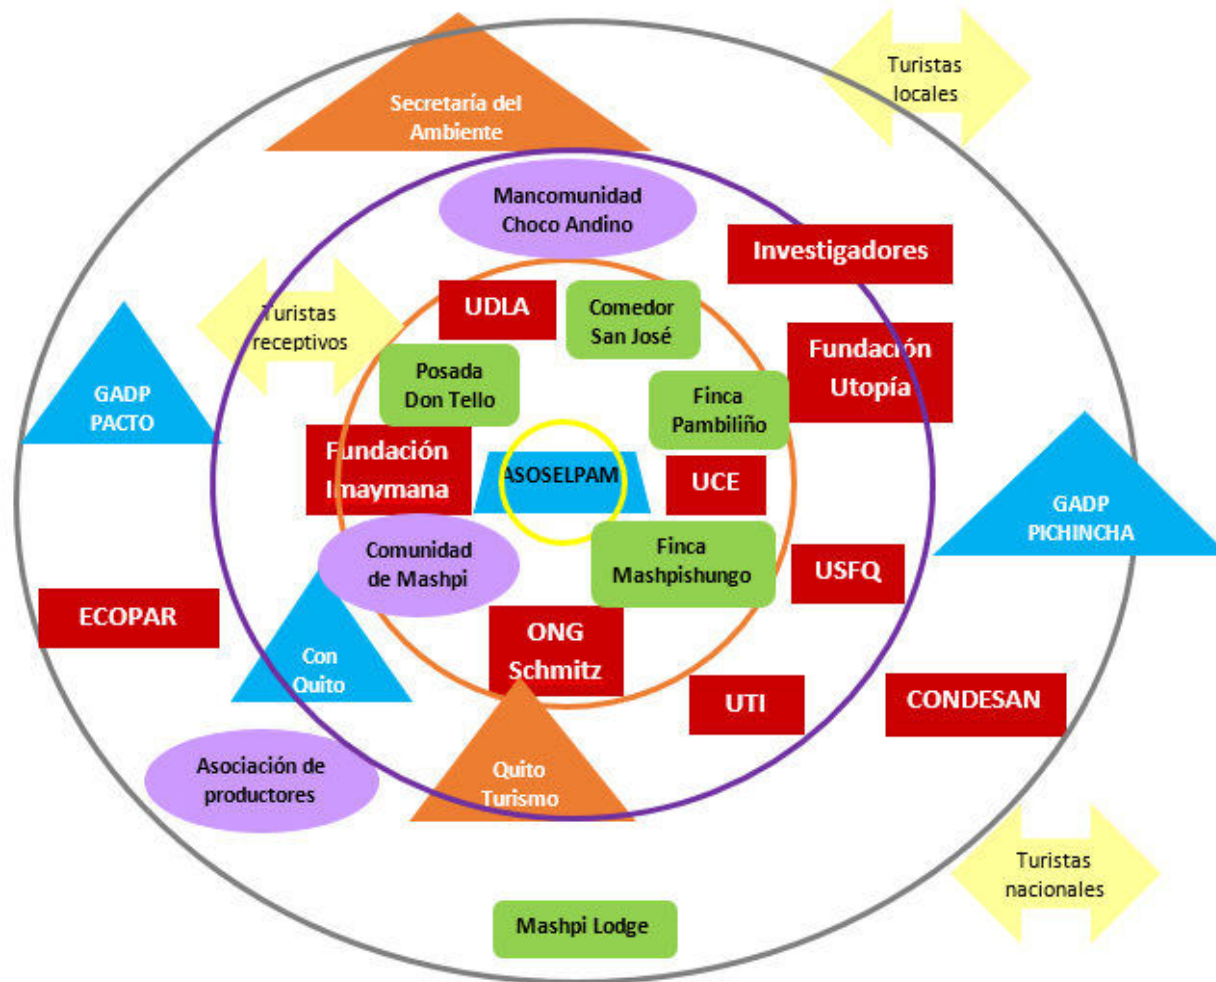 Turistas
locales
Secretaría del
Ambiente
Mancomunidad
Choco Andino
Investigadores
UDLA
Comedor
San José
Turistas
receptivos
Fundación
Utopía
Posada
Don Tello
GADP
PACTO
Finca
Pambiliño
Fundación
Imaymana
ASOSELPAM
UCE
GADP
PICHINCHA
Comunidad
de Mashpi
Finca
Mashpishungo
USFQ
ECOPAR
ONG
Schmitz
Con
Quito
UTI
CONDESAN
Asociación de
productores
Quito
Turismo
Turistas
nacionales
Mashpi Lodge